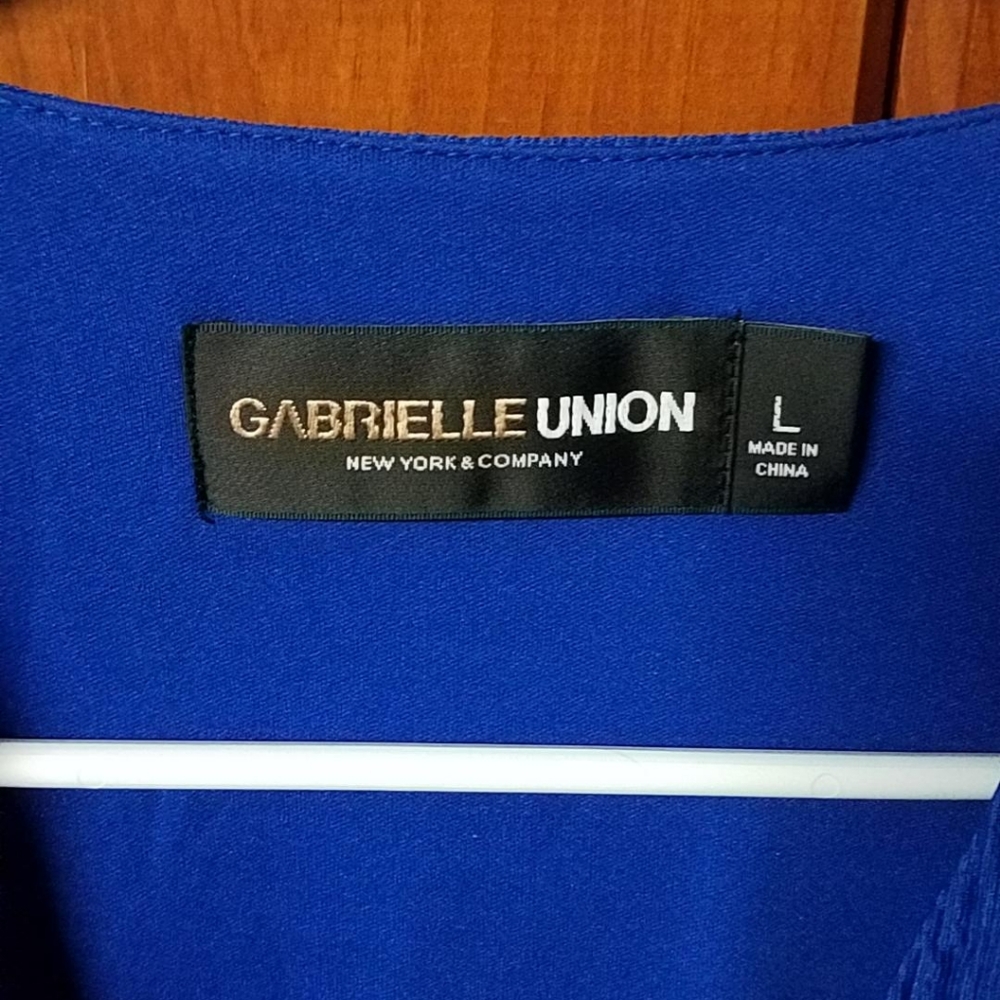 GABRIELLE UNION
NEW YORK & COMPANY
L
MADE IN
CHINA